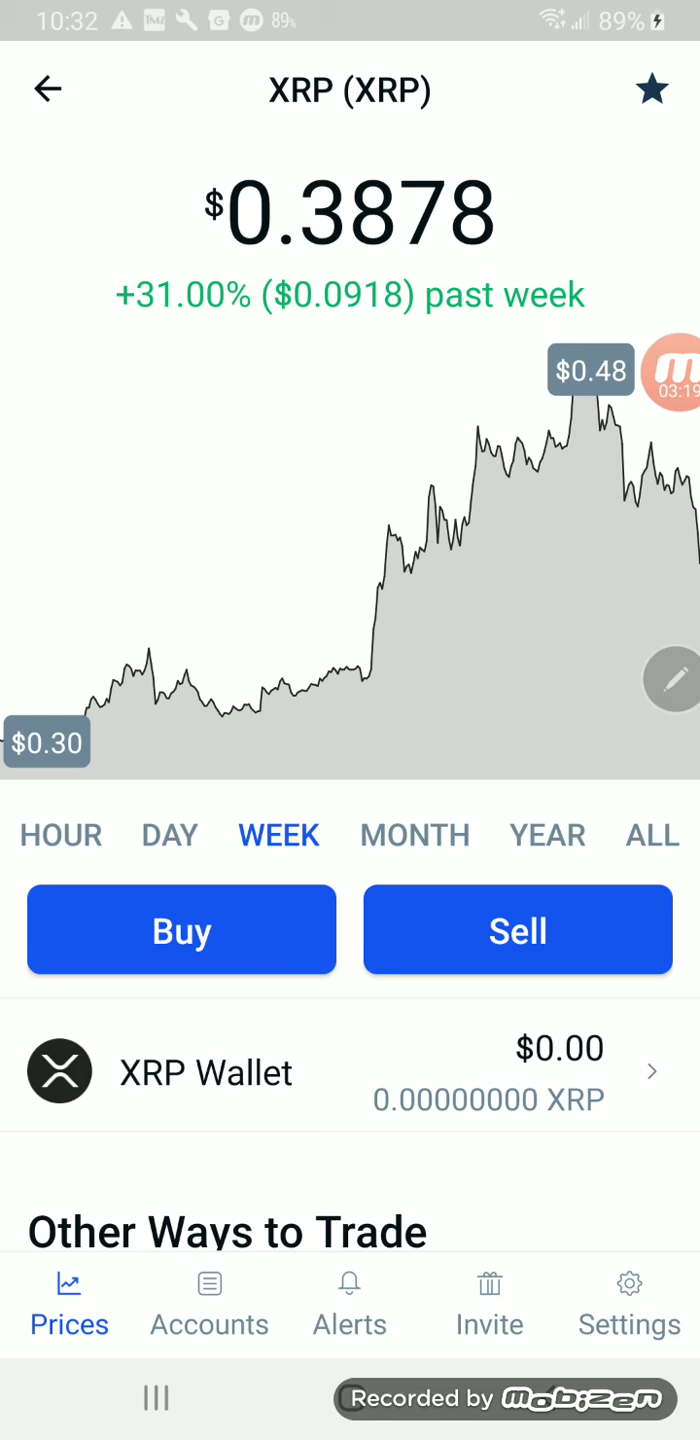 10:32 89% 89%
XRP (XRP)
$0.3878
+31.00% ($0.0918) past week
$0.48
m
03:19
$0.30
HOUR DAY WEEK MONTH YEAR ALL
Buy Sell
$0.00
XRP Wallet
0.00000000 XRP
Other Ways to Trade
Prices Accounts Alerts Invite Settings
Recorded by mobizen